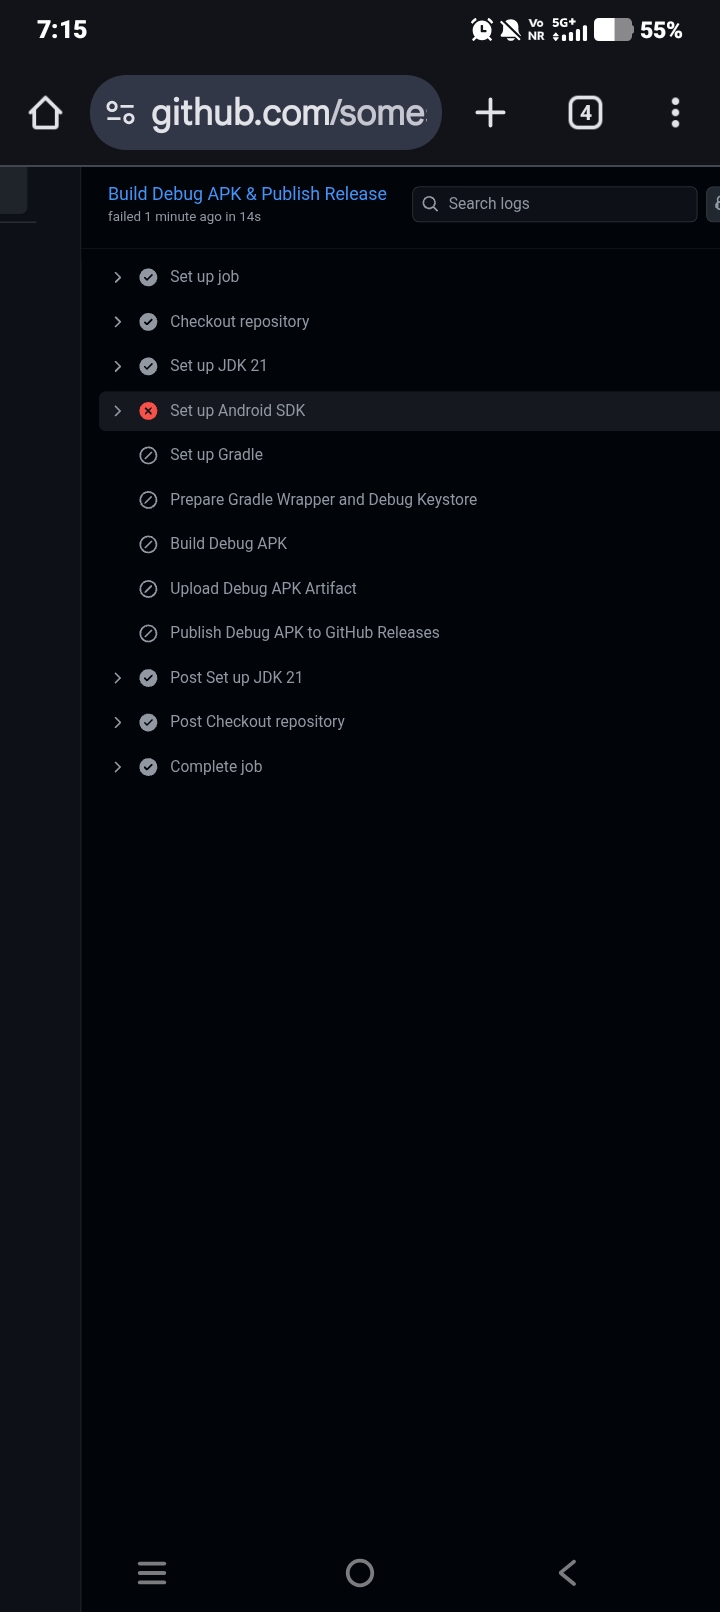 7:15
Vo
NR
5G+
55%
github.com/some
4
Build Debug APK & Publish Release
failed 1 minute ago in 14s
Search logs
Set up job
Checkout repository
Set up JDK 21
Set up Android SDK
Set up Gradle
Prepare Gradle Wrapper and Debug Keystore
Build Debug APK
Upload Debug APK Artifact
Publish Debug APK to GitHub Releases
Post Set up JDK 21
Post Checkout repository
Complete job